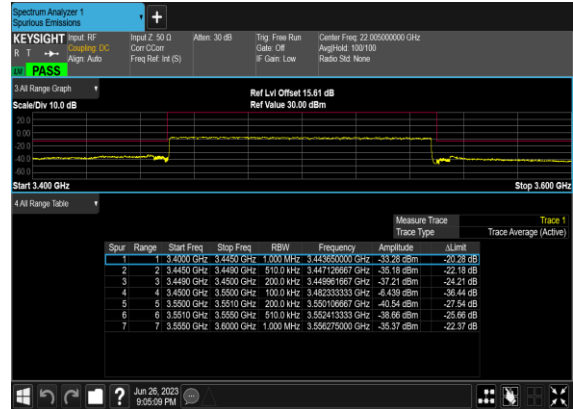 Spectrum Analyzer 1
Spurious Emissions
KEYSIGHT Input: RF Input Z: 50 Ω Atten: 30 dB Trig: Free Run Center Freq: 22.005000000 GHz
R T Coupling: DC Corr CCorr Gate: Off Avg|Hold: 100/100
Align: Auto Freq Ref: Int (S) IF Gain: Low Radio Std: None
PASS
3 All Range Graph
Ref Lvl Offset 15.61 dB
Scale/Div 10.0 dB Ref Value 30.00 dBm
20.0
0.00
-20.0
-40.0
-60.0
Start 3.400 GHz Stop 3.600 GHz
4 All Range Table
Measure Trace Trace 1
Trace Type Trace Average (Active)
Spur Range Start Freq Stop Freq RBW Frequency Amplitude ΔLimit
1 1 3.4000 GHz 3.4450 GHz 1.000 MHz 3.443650000 GHz -33.28 dBm -20.28 dB
2 2 3.4450 GHz 3.4490 GHz 510.0 kHz 3.447126667 GHz -35.18 dBm -22.18 dB
3 3 3.4490 GHz 3.4500 GHz 200.0 kHz 3.449961667 GHz -37.21 dBm -24.21 dB
4 4 3.4500 GHz 3.5500 GHz 100.0 kHz 3.482333333 GHz -6.439 dBm -36.44 dB
5 5 3.5500 GHz 3.5510 GHz 200.0 kHz 3.550106667 GHz -40.54 dBm -27.54 dB
6 6 3.5510 GHz 3.5550 GHz 510.0 kHz 3.552413333 GHz -38.66 dBm -25.66 dB
7 7 3.5550 GHz 3.6000 GHz 1.000 MHz 3.556275000 GHz -35.37 dBm -22.37 dB
? Jun 26, 2023
9:05:09 PM